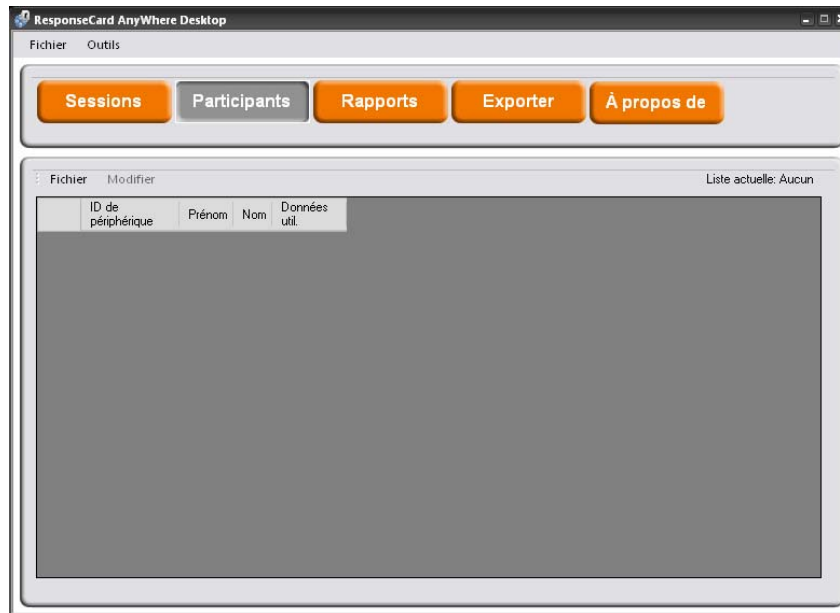 ResponseCard AnyWhere Desktop
Fichier Outils
Sessions Participants Rapports Exporter À propos de
Fichier Modifier Liste actuelle: Aucun
ID de périphérique Prénom Nom Données util.